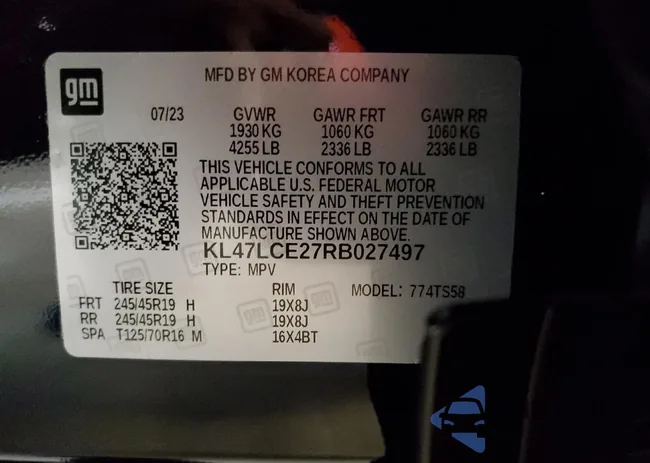 gm
MFD BY GM KOREA COMPANY
07/23 GVWR GAWR FRT GAWR RR
1930 KG 1060 KG 1060 KG
4255 LB 2336 LB 2336 LB
THIS VEHICLE CONFORMS TO ALL
APPLICABLE U.S. FEDERAL MOTOR
VEHICLE SAFETY AND THEFT PREVENTION
STANDARDS IN EFFECT ON THE DATE OF
MANUFACTURE SHOWN ABOVE.
KL47LCE27RB027497
TYPE: MPV
TIRE SIZE RIM MODEL: 774TS58
FRT 245/45R19 H 19X8J
RR 245/45R19 H 19X8J
SPA T125/70R16 M 16X4BT